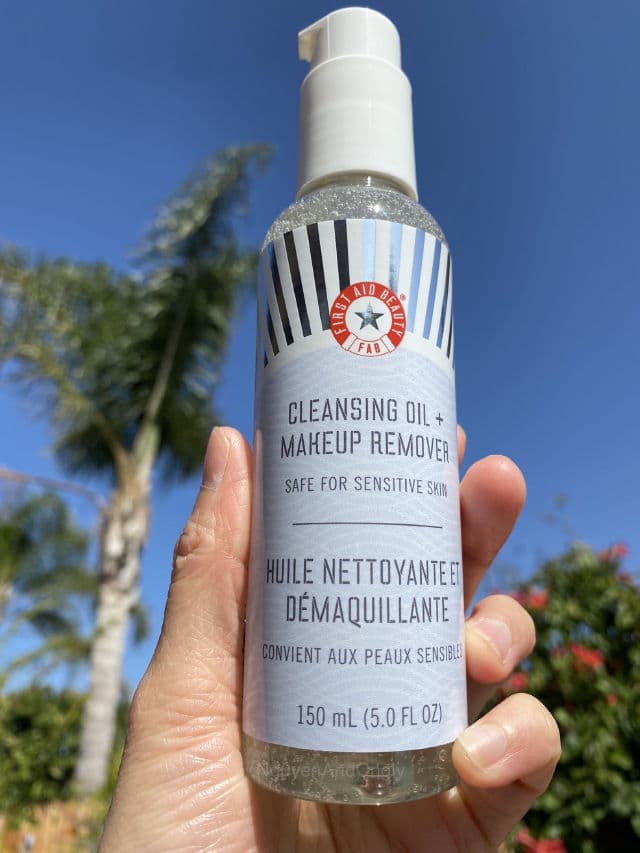 FIRST AID BEAUTY
®
FAB
CLEANSING OIL +
MAKEUP REMOVER
SAFE FOR SENSITIVE SKIN
HUILE NETTOYANTE ET
DÉMAQUILLANTE
CONVIENT AUX PEAUX SENSIBLES
150 mL (5.0 FL OZ)